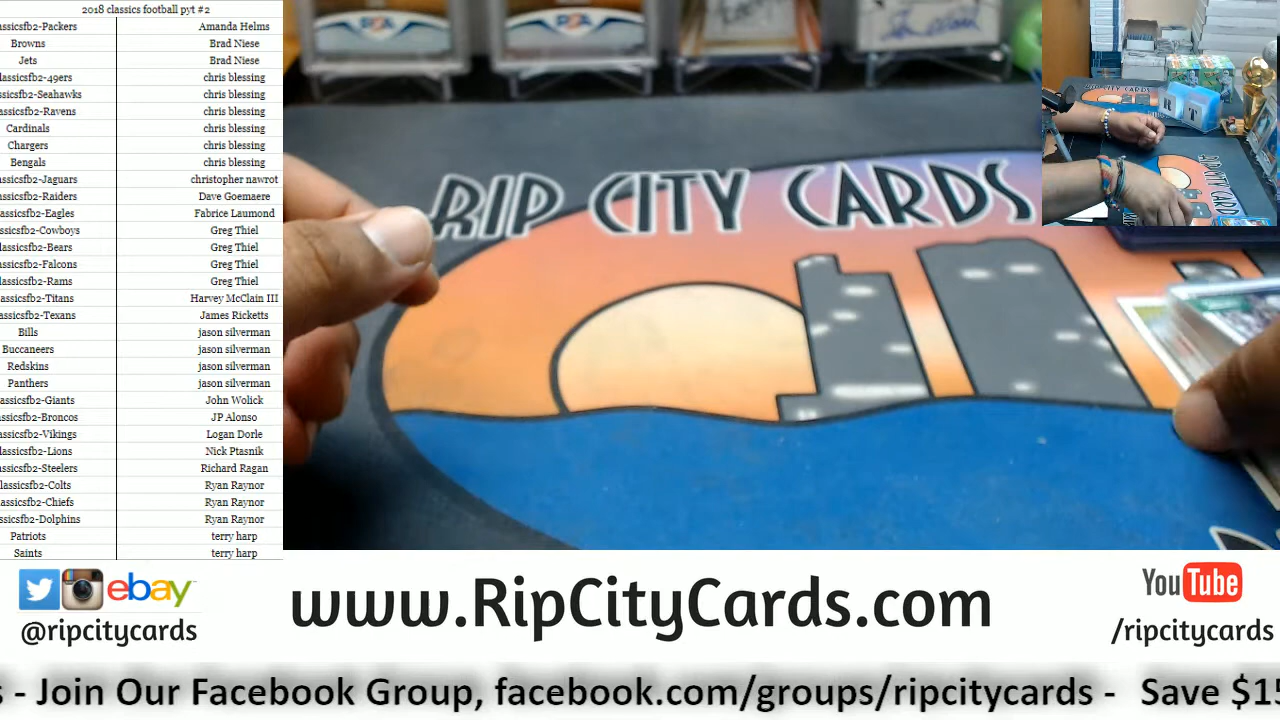 2018 classics football pyt #2
assicsfb2-Packers Amanda Helms
Browns Brad Niese
Jets Brad Niese
lassicsfb2-49ers chris blessing
ssicsfb2-Seahawks chris blessing
assicsfb2-Ravens chris blessing
Cardinals chris blessing
Chargers chris blessing
Bengals chris blessing
assicsfb2-Jaguars christopher nawrot
assicsfb2-Raiders Dave Goemaere
assicsfb2-Eagles Fabrice Laumond
ssicsfb2-Cowboys Greg Thiel
lassicsfb2-Bears Greg Thiel
assicsfb2-Falcons Greg Thiel
lassicsfb2-Rams Greg Thiel
lassicsfb2-Titans Harvey McClain III
assicsfb2-Texans James Ricketts
Bills jason silverman
Buccaneers jason silverman
Redskins jason silverman
Panthers jason silverman
lassicsfb2-Giants John Wolick
assicsfb2-Broncos JP Alonso
assicsfb2-Vikings Logan Dorle
lassicsfb2-Lions Nick Ptasnik
assicsfb2-Steelers Richard Ragan
lassicsfb2-Colts Ryan Raynor
assicsfb2-Chiefs Ryan Raynor
ssicsfb2-Dolphins Ryan Raynor
Patriots terry harp
Saints terry harp
RIP CITY CARDS
R T
ebay
@ripcitycards
www.RipCityCards.com
YouTube
/ripcitycards
s - Join Our Facebook Group, facebook.com/groups/ripcitycards - Save $15